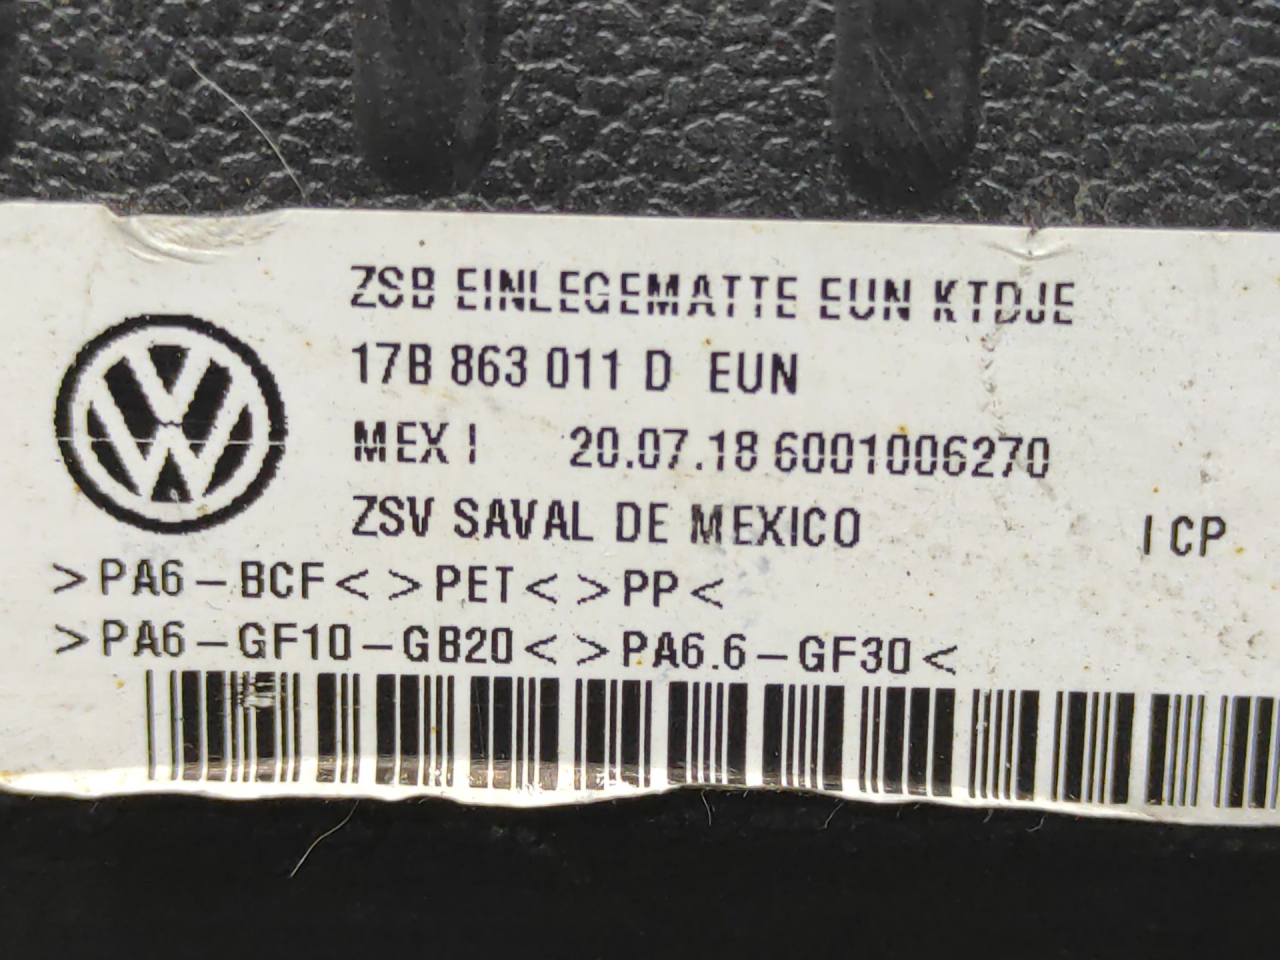 ZSB EINLEGEMATTE EUN KTDJE
17B 863 011 D EUN
MEX I 20.07.18 6001006270
ZSV SAVAL DE MEXICO ICP
>PA6-BCF< >PET< >PP<
>PA6-GF10-GB20< >PA6.6-GF30<